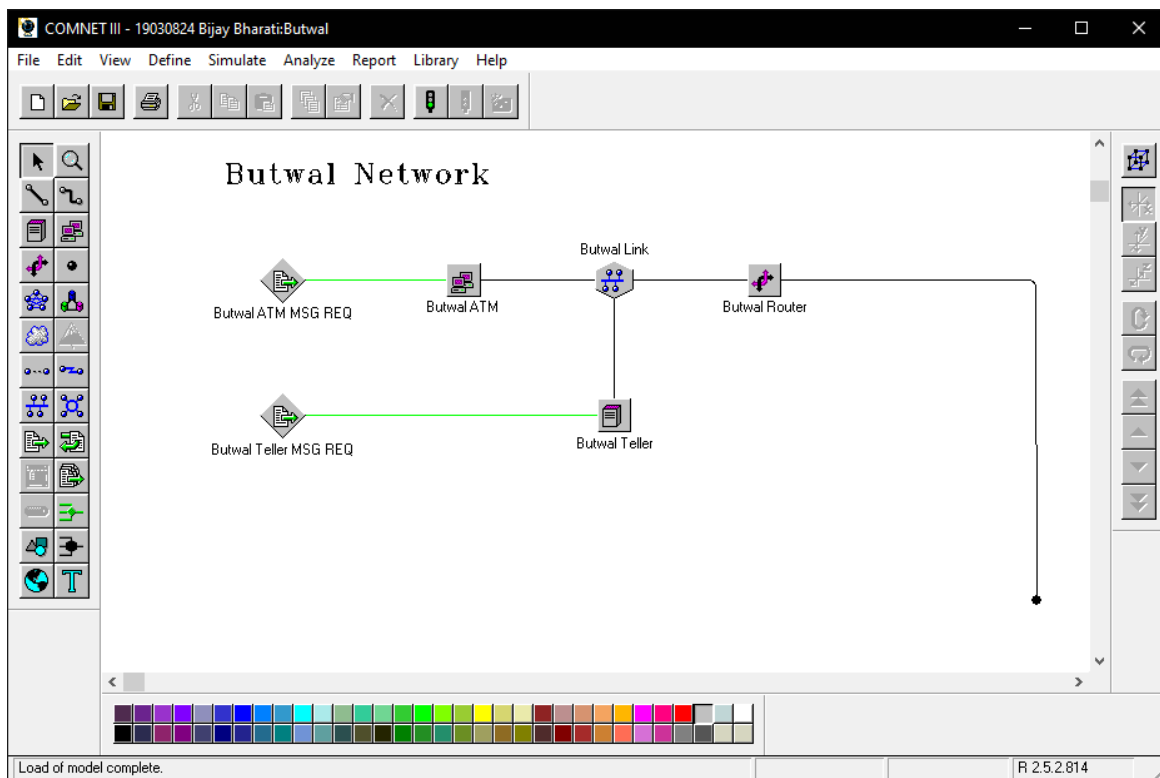 COMNET III - 19030824 Bijay Bharati:Butwal
File Edit View Define Simulate Analyze Report Library Help
Butwal Network
Butwal Link
Butwal ATM MSG REQ
Butwal ATM
Butwal Router
Butwal Teller MSG REQ
Butwal Teller
Load of model complete.
R 2.5.2.814